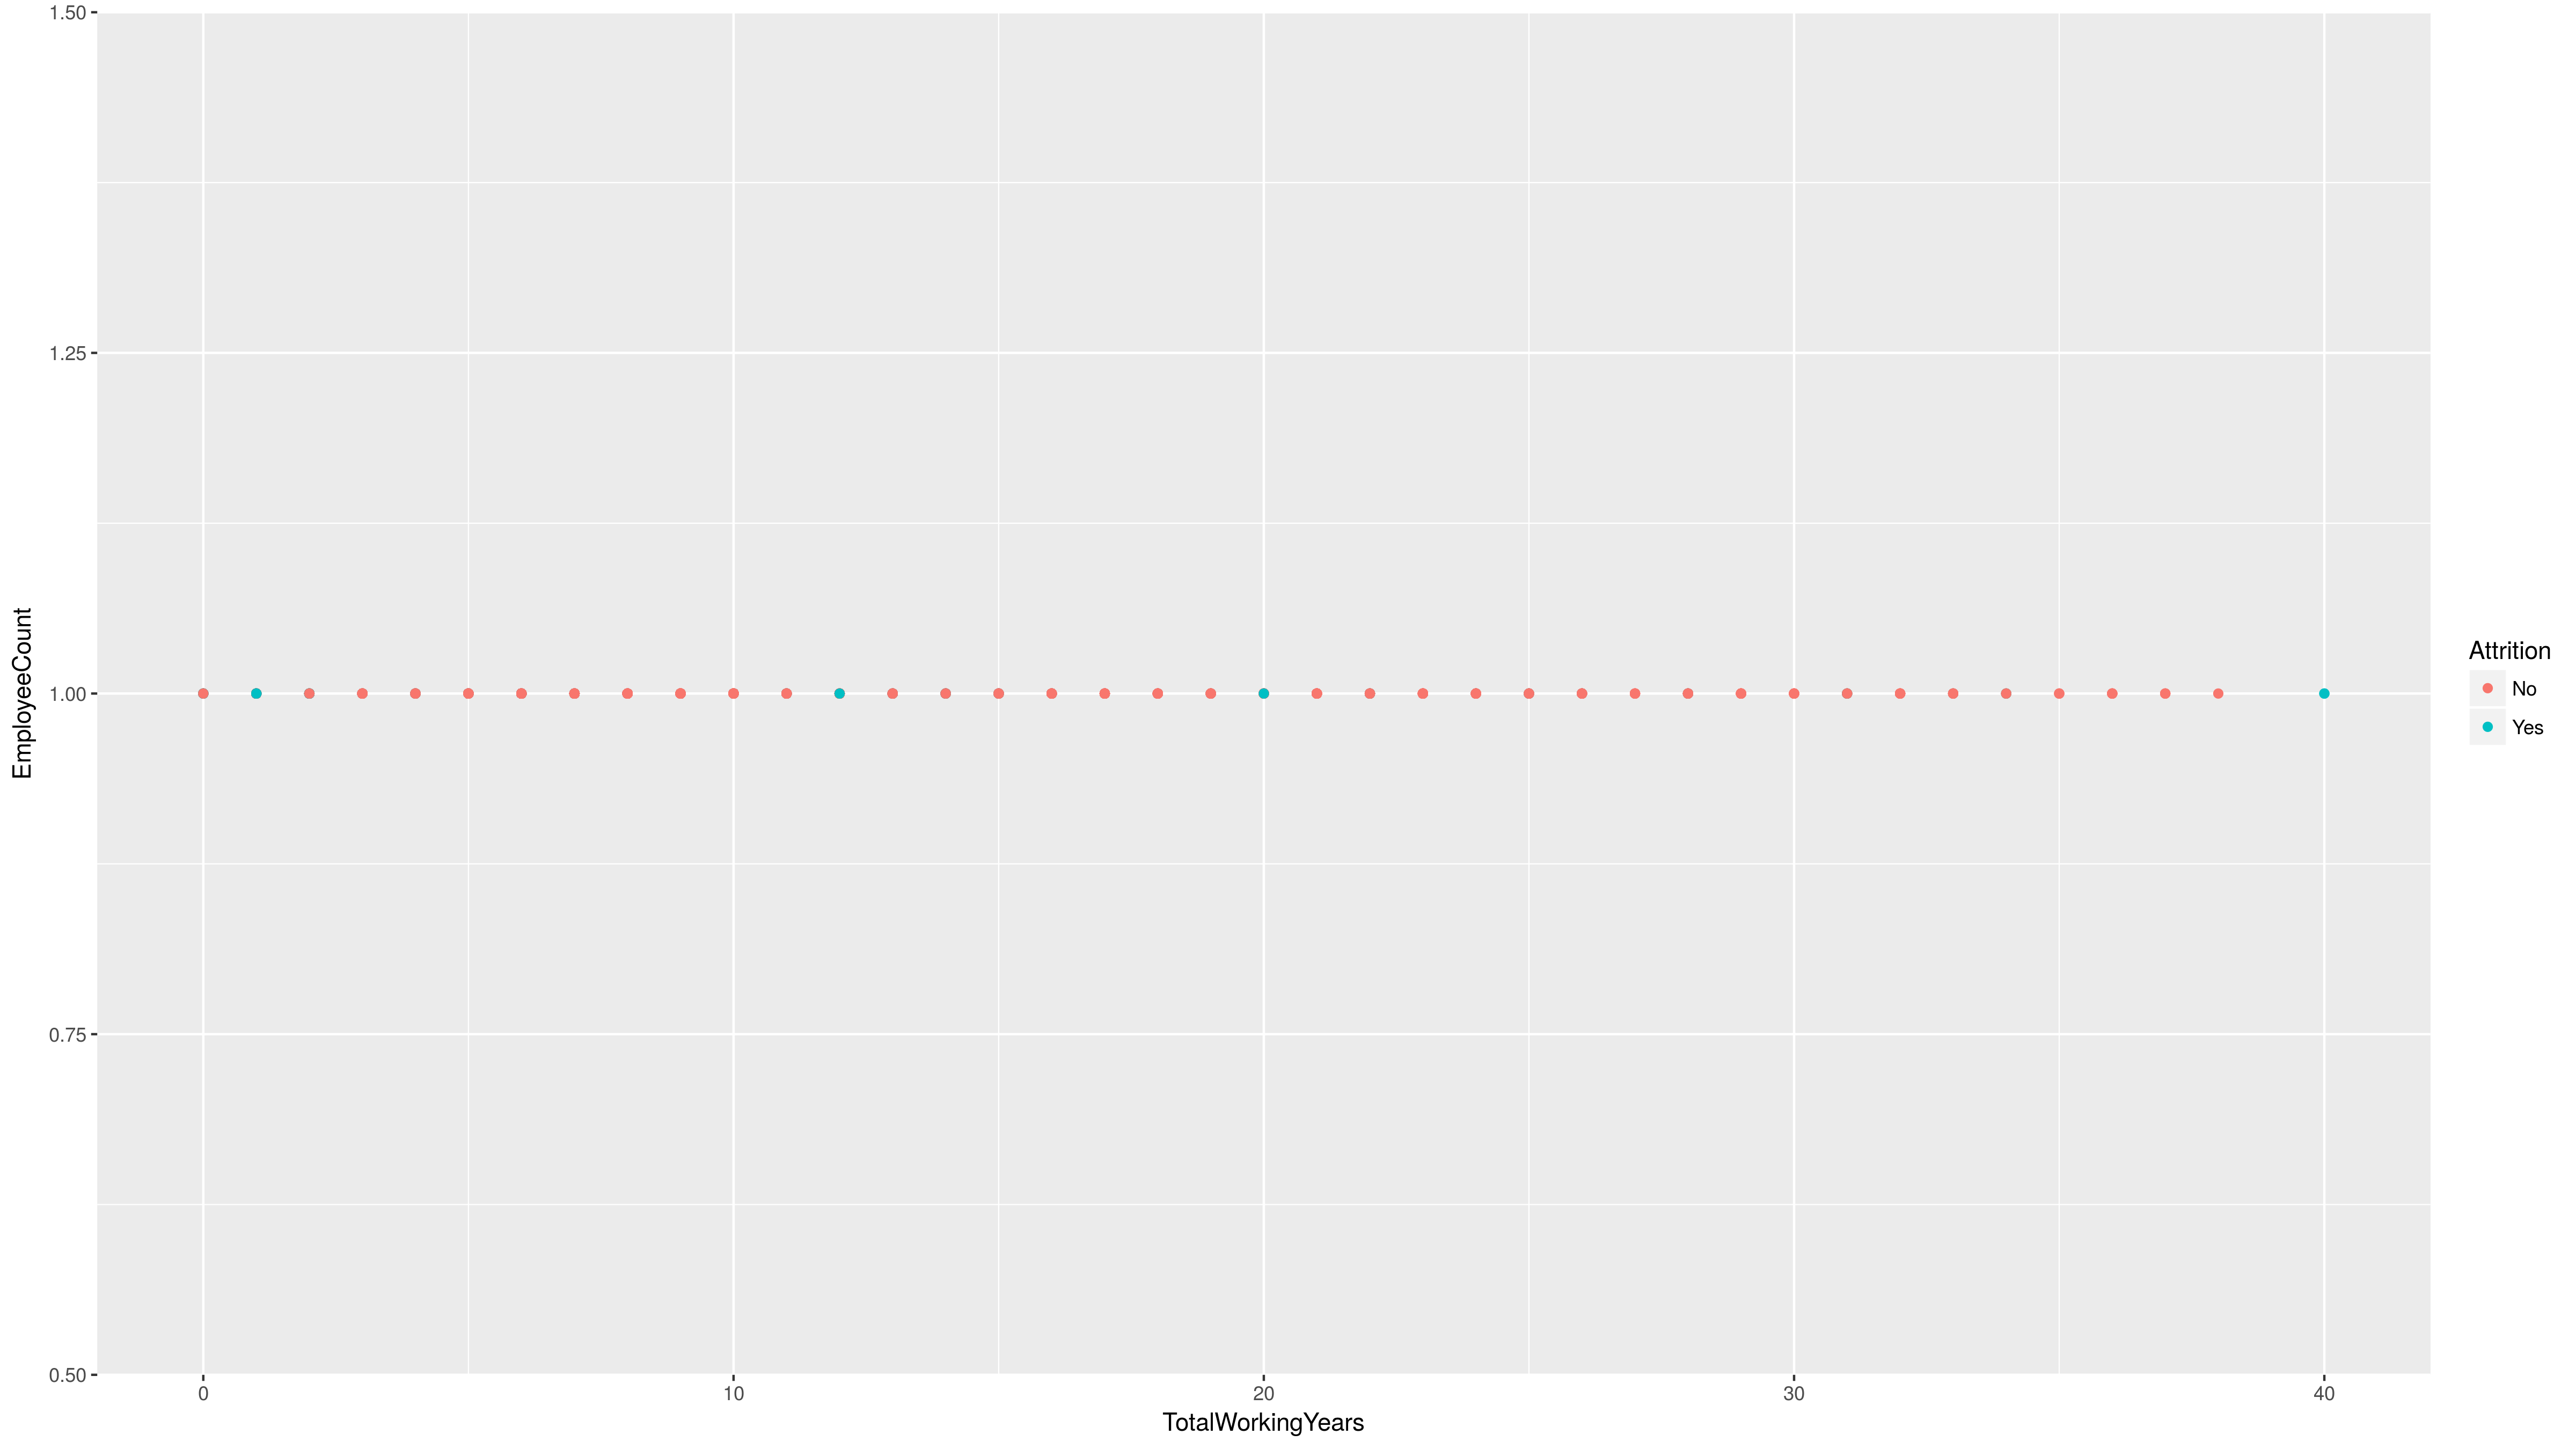 1.50
1.25
1.00
0.75
0.50
EmployeeCount
0 10 20 30 40
TotalWorkingYears
Attrition
No
Yes